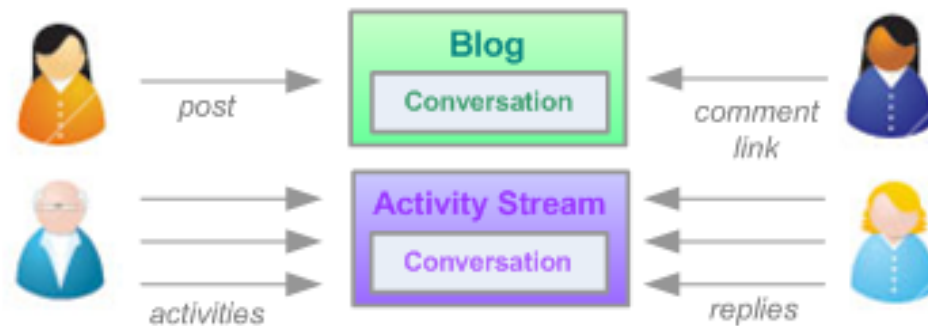 Blog
Conversation
post
comment
link
Activity Stream
Conversation
activities
replies